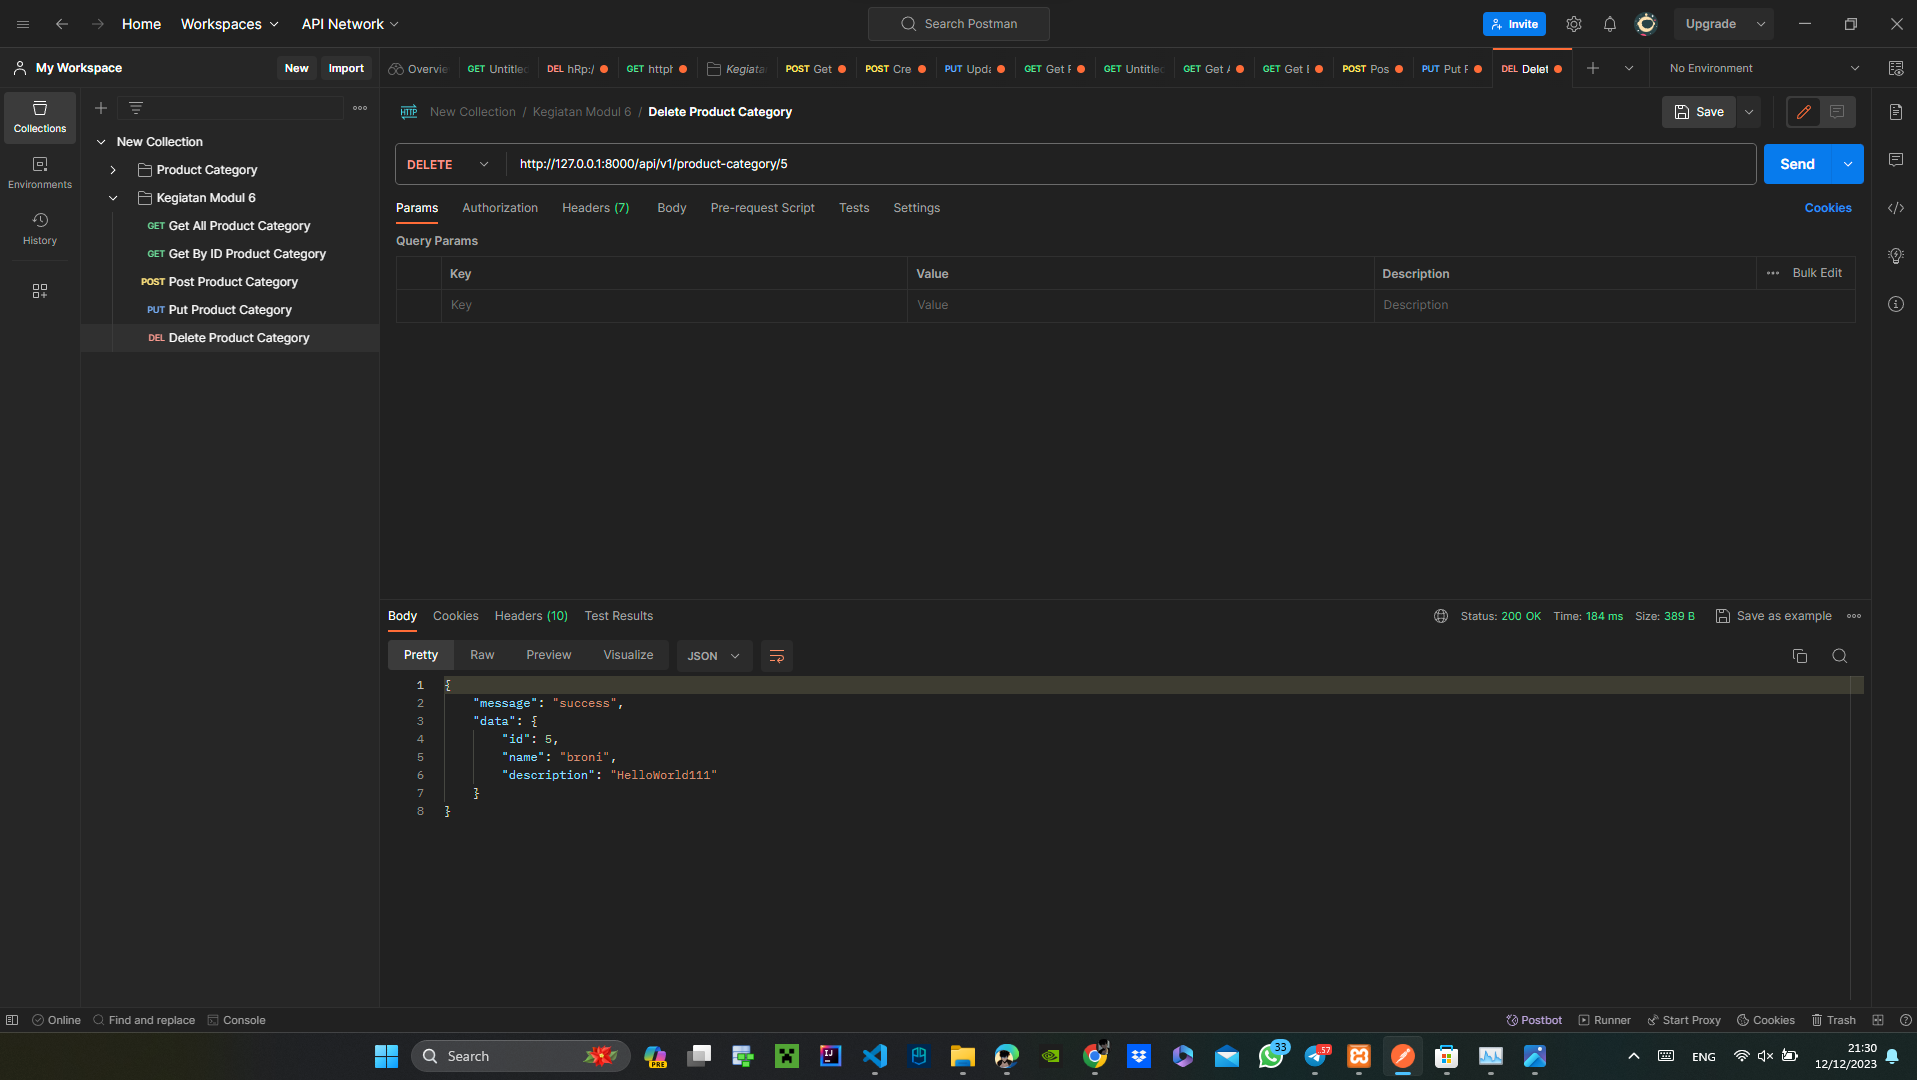 Home Workspaces API Network Search Postman Invite Upgrade
My Workspace New Import Overvie GET Untitled DEL hRp:/ GET httpl Kegiata POST Get POST Cre PUT Upda GET Get F GET Untitled GET Get A GET Get E POST Pos PUT Put F DEL Delet No Environment
Collections
Environments
History
New Collection
Product Category
Kegiatan Modul 6
GET Get All Product Category
GET Get By ID Product Category
POST Post Product Category
PUT Put Product Category
DEL Delete Product Category
HTTP New Collection / Kegiatan Modul 6 / Delete Product Category Save
DELETE http://127.0.0.1:8000/api/v1/product-category/5 Send
Params Authorization Headers (7) Body Pre-request Script Tests Settings Cookies
Query Params
Key Value Description Bulk Edit
Key Value Description
Body Cookies Headers (10) Test Results Status: 200 OK Time: 184 ms Size: 389 B Save as example
Pretty Raw Preview Visualize JSON
1 {
2 "message": "success",
3 "data": {
4 "id": 5,
5 "name": "broni",
6 "description": "HelloWorld111"
7 }
8 }
Online Find and replace Console Postbot Runner Start Proxy Cookies Trash
Search PRE IJ 33 57 ENG 21:30
12/12/2023